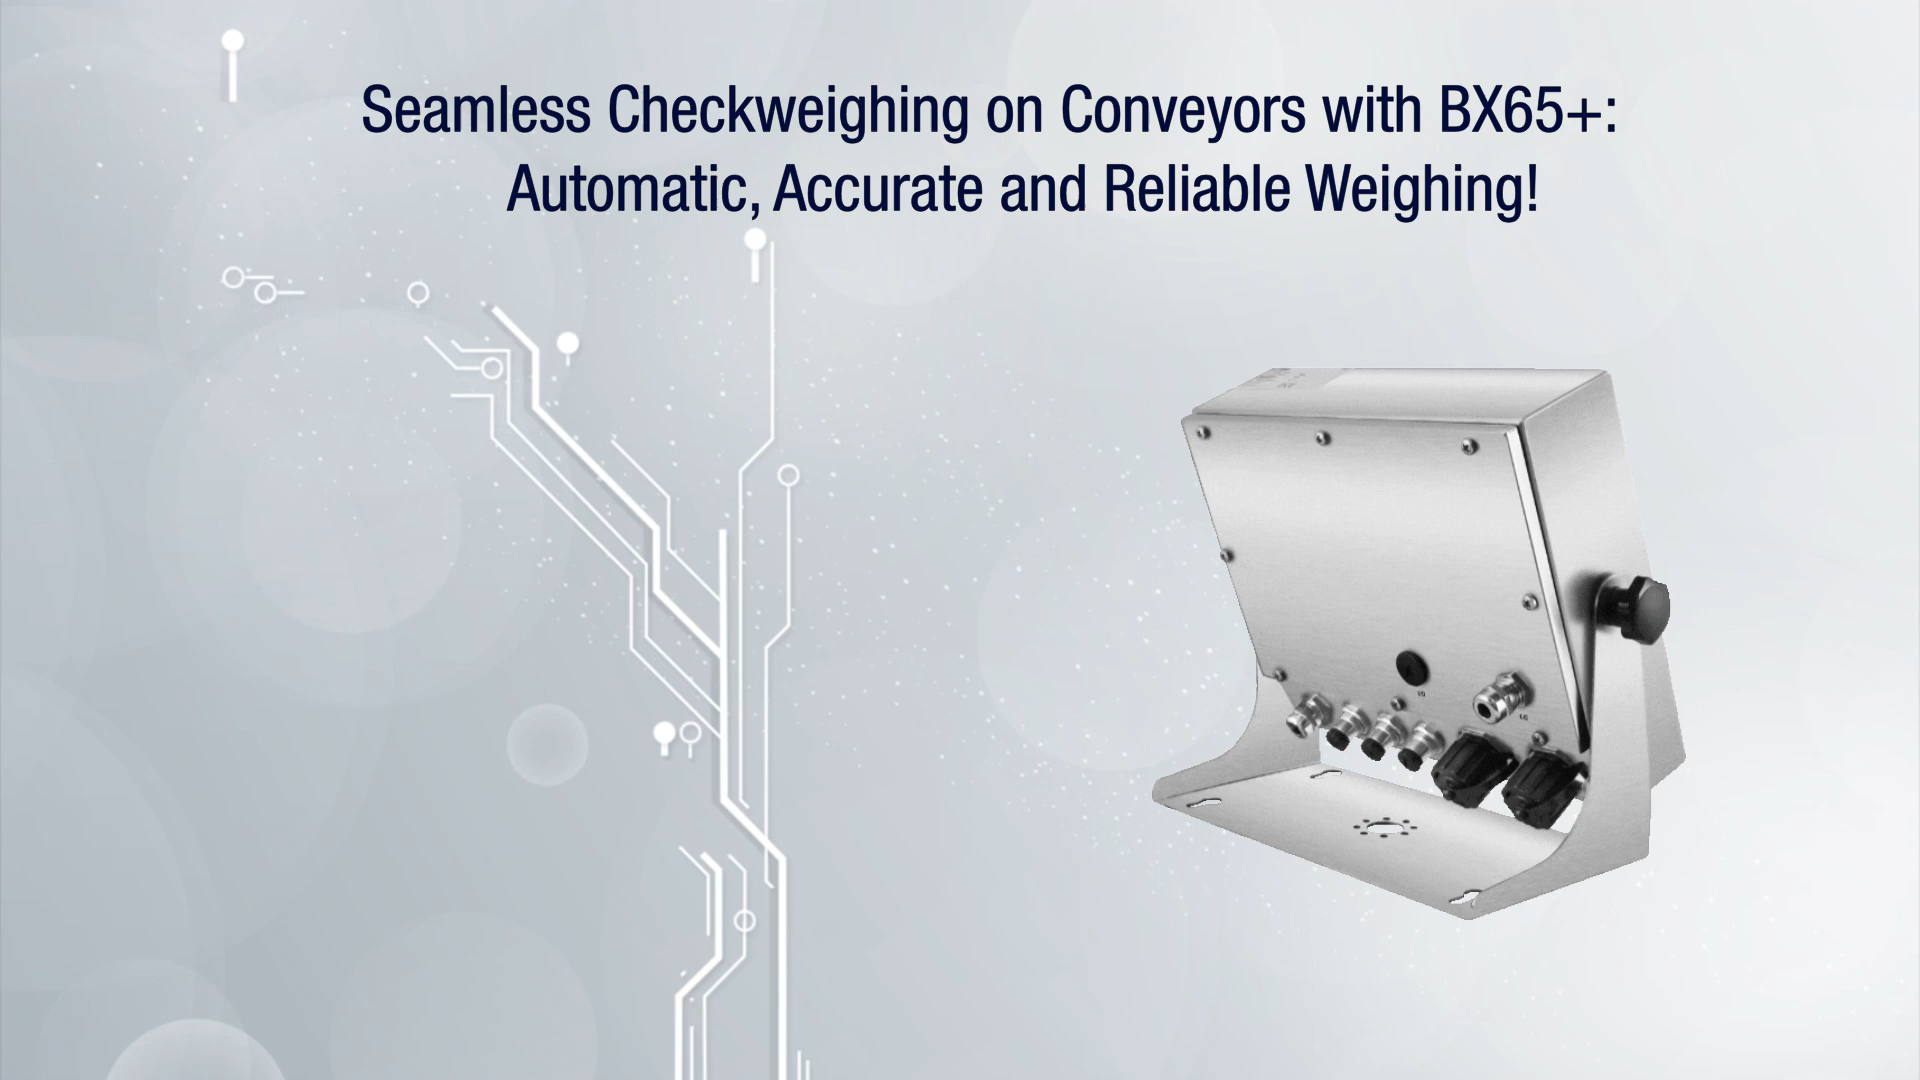 Seamless Checkweighing on Conveyors with BX65+:
Automatic, Accurate and Reliable Weighing!